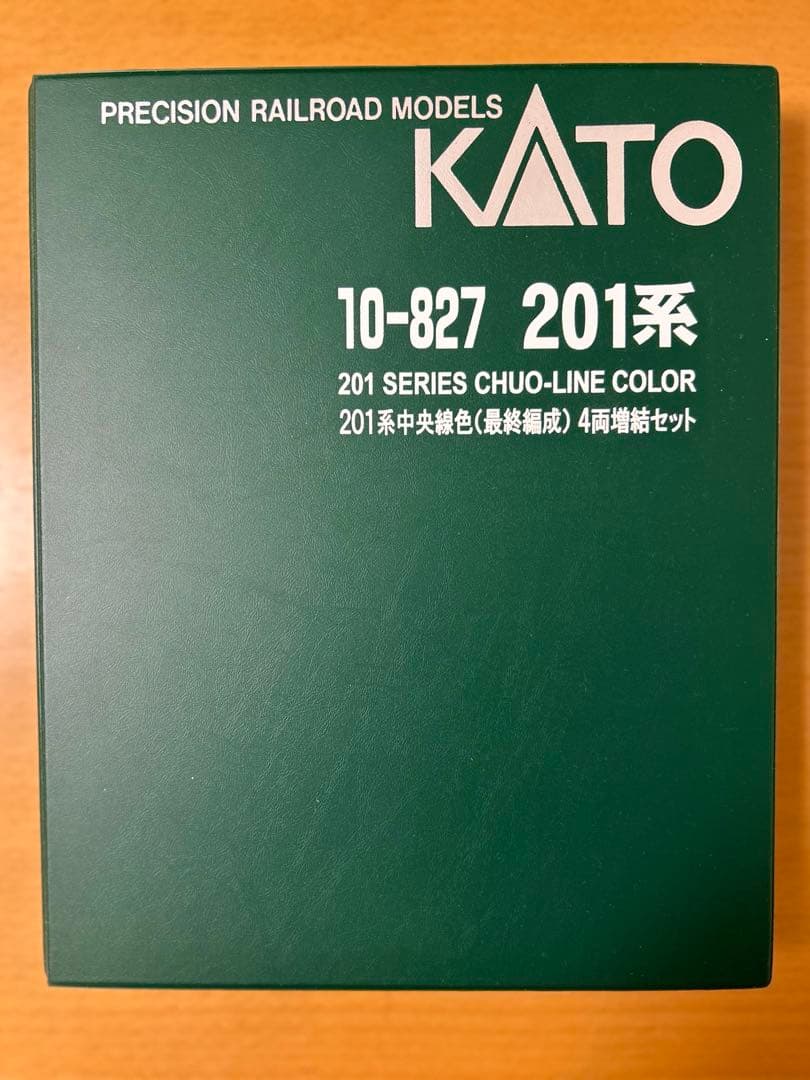 PRECISION RAILROAD MODELS
KATO
10-827 201系
201 SERIES CHUO-LINE COLOR
201系中央線色(最終編成)4両増結セット